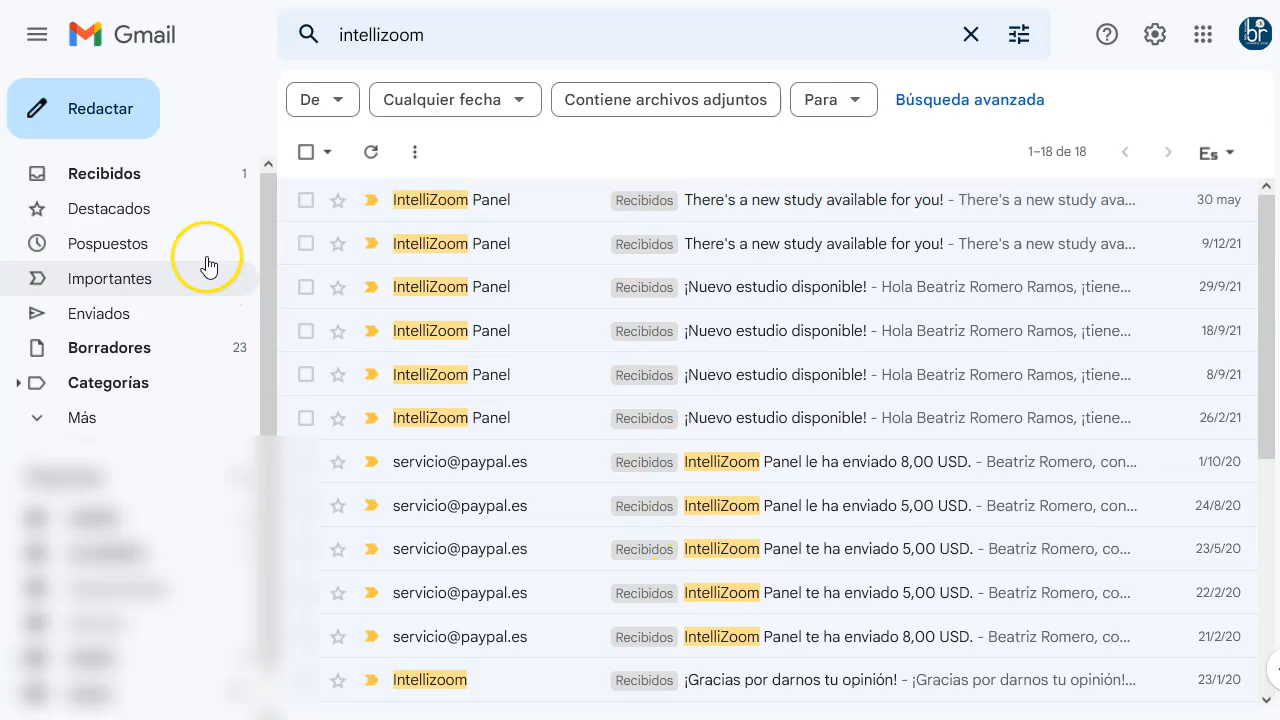 Gmail
intellizoom
br
Redactar
De
Cualquier fecha
Contiene archivos adjuntos
Para
Búsqueda avanzada
1–18 de 18
Es
Recibidos 1
Destacados
Pospuestos
Importantes
Enviados
Borradores 23
Categorías
Más
IntelliZoom Panel Recibidos There's a new study available for you! - There's a new study ava... 30 may
IntelliZoom Panel Recibidos There's a new study available for you! - There's a new study ava... 9/12/21
IntelliZoom Panel Recibidos ¡Nuevo estudio disponible! - Hola Beatriz Romero Ramos, ¡tiene... 29/9/21
IntelliZoom Panel Recibidos ¡Nuevo estudio disponible! - Hola Beatriz Romero Ramos, ¡tiene... 18/9/21
IntelliZoom Panel Recibidos ¡Nuevo estudio disponible! - Hola Beatriz Romero Ramos, ¡tiene... 8/9/21
IntelliZoom Panel Recibidos ¡Nuevo estudio disponible! - Hola Beatriz Romero Ramos, ¡tiene... 26/2/21
servicio@paypal.es Recibidos IntelliZoom Panel le ha enviado 8,00 USD. - Beatriz Romero, con... 1/10/20
servicio@paypal.es Recibidos IntelliZoom Panel le ha enviado 5,00 USD. - Beatriz Romero, con... 24/8/20
servicio@paypal.es Recibidos IntelliZoom Panel te ha enviado 5,00 USD. - Beatriz Romero, co... 23/5/20
servicio@paypal.es Recibidos IntelliZoom Panel te ha enviado 5,00 USD. - Beatriz Romero, co... 22/2/20
servicio@paypal.es Recibidos IntelliZoom Panel te ha enviado 8,00 USD. - Beatriz Romero, co... 21/2/20
Intellizoom Recibidos ¡Gracias por darnos tu opinión! - ¡Gracias por darnos tu opinión!... 23/1/20